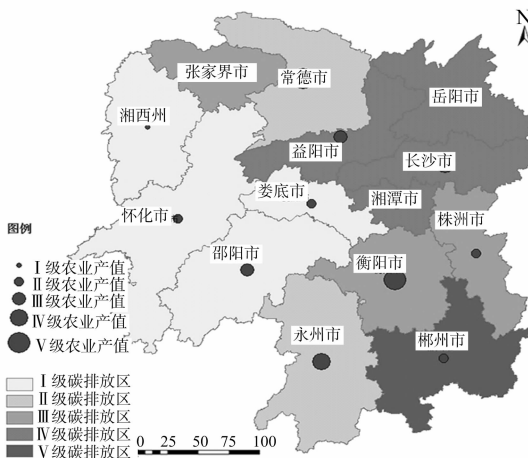 N
张家界市
常德市
岳阳市
湘西州
益阳市
长沙市
娄底市
湘潭市
株洲市
怀化市
邵阳市
衡阳市
永州市
郴州市
图例
Ⅰ级农业产值
Ⅱ级农业产值
Ⅲ级农业产值
Ⅳ级农业产值
Ⅴ级农业产值
Ⅰ级碳排放区
Ⅱ级碳排放区
Ⅲ级碳排放区
Ⅳ级碳排放区
Ⅴ级碳排放区
0 15 30 60 100